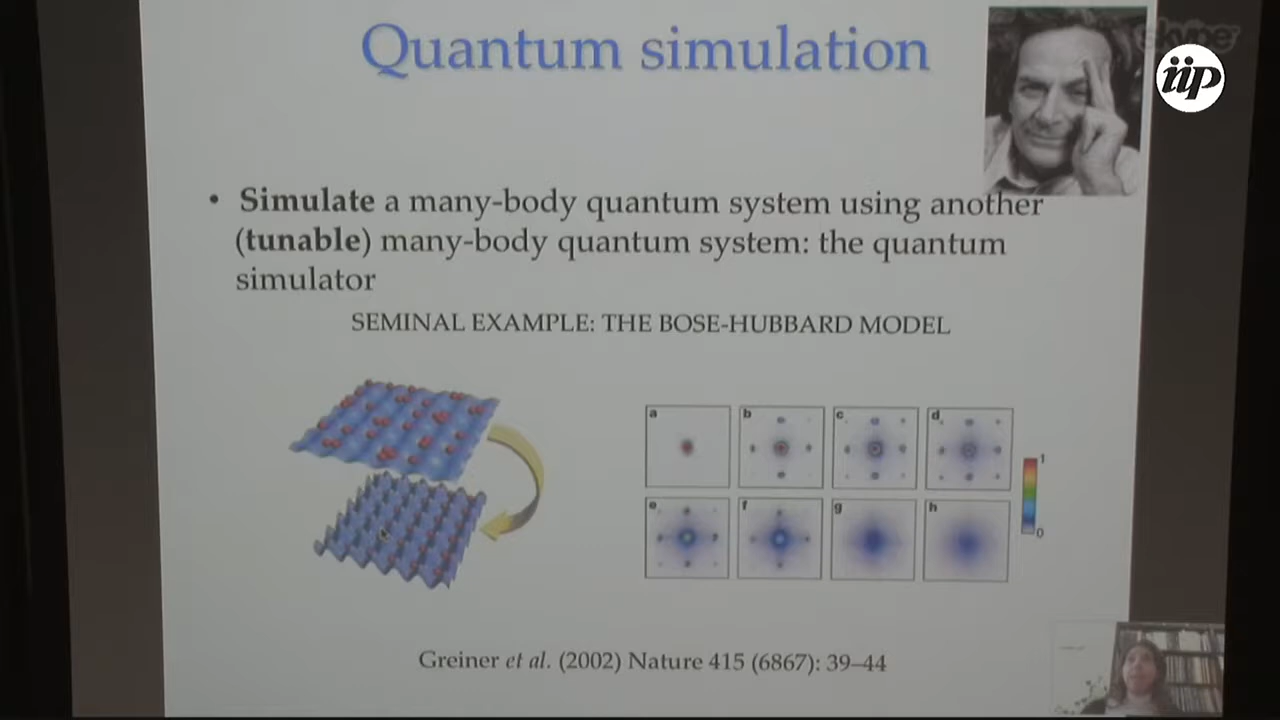 Quantum simulation
skype
iip
• Simulate a many-body quantum system using another
(tunable) many-body quantum system: the quantum
simulator
SEMINAL EXAMPLE: THE BOSE-HUBBARD MODEL
a b c d
1
e f g h
0
Greiner et al. (2002) Nature 415 (6867): 39–44